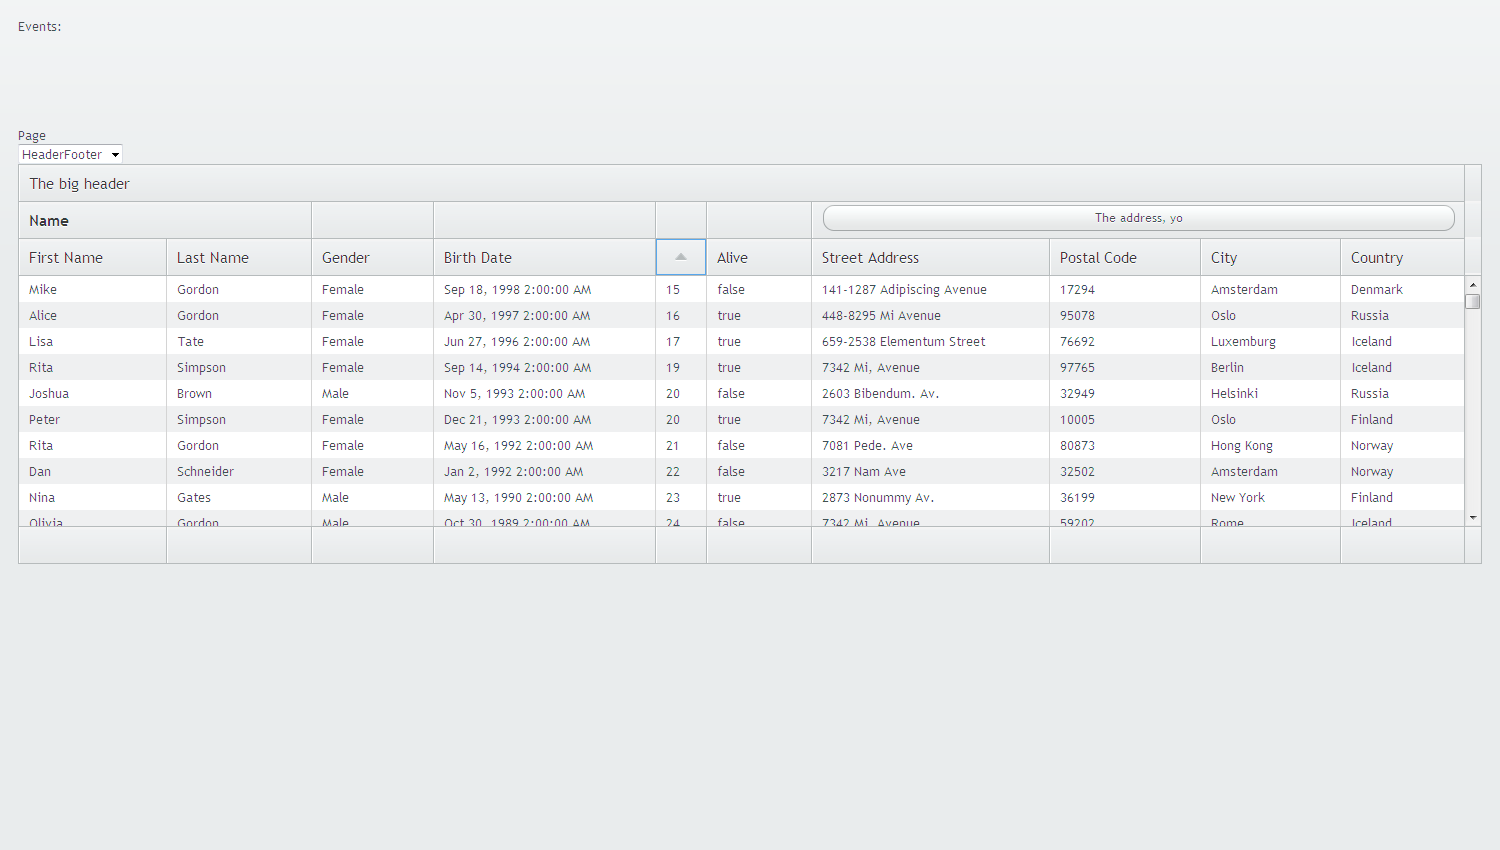 Events:
Page
HeaderFooter
The big header
Name The address, yo
First Name Last Name Gender Birth Date Alive Street Address Postal Code City Country
Mike Gordon Female Sep 18, 1998 2:00:00 AM 15 false 141-1287 Adipiscing Avenue 17294 Amsterdam Denmark
Alice Gordon Female Apr 30, 1997 2:00:00 AM 16 true 448-8295 Mi Avenue 95078 Oslo Russia
Lisa Tate Female Jun 27, 1996 2:00:00 AM 17 true 659-2538 Elementum Street 76692 Luxemburg Iceland
Rita Simpson Female Sep 14, 1994 2:00:00 AM 19 true 7342 Mi, Avenue 97765 Berlin Iceland
Joshua Brown Male Nov 5, 1993 2:00:00 AM 20 false 2603 Bibendum. Av. 32949 Helsinki Russia
Peter Simpson Female Dec 21, 1993 2:00:00 AM 20 true 7342 Mi, Avenue 10005 Oslo Finland
Rita Gordon Female May 16, 1992 2:00:00 AM 21 false 7081 Pede. Ave 80873 Hong Kong Norway
Dan Schneider Female Jan 2, 1992 2:00:00 AM 22 false 3217 Nam Ave 32502 Amsterdam Norway
Nina Gates Male May 13, 1990 2:00:00 AM 23 true 2873 Nonummy Av. 36199 New York Finland
Olivia Gordon Male Oct 30, 1989 2:00:00 AM 24 false 7342 Mi, Avenue 59202 Rome Iceland